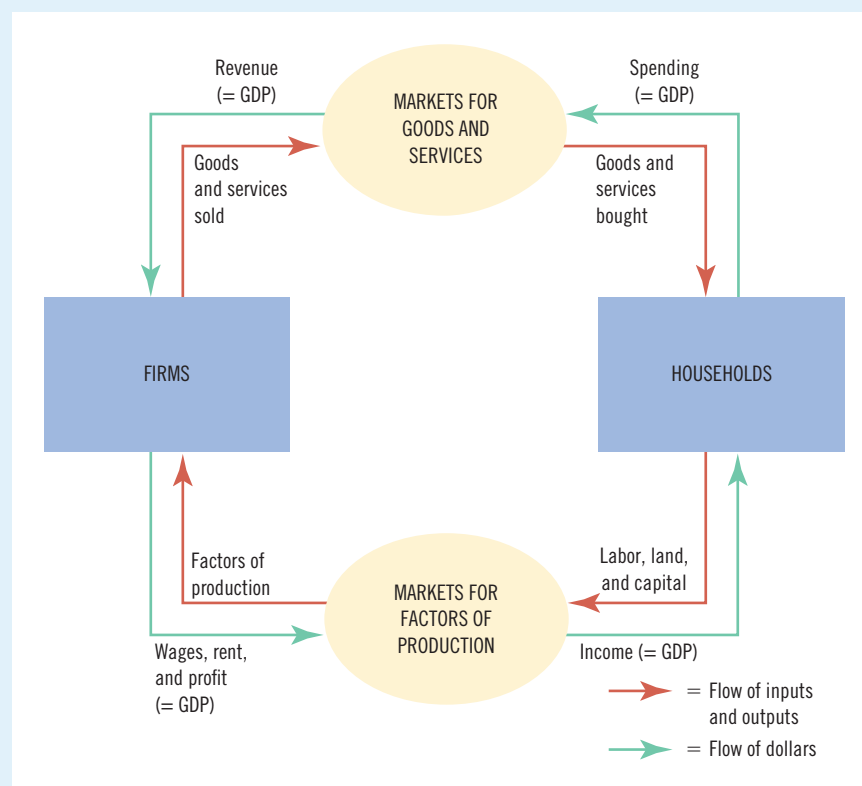 Revenue
(= GDP)
Spending
(= GDP)
MARKETS FOR
GOODS AND
SERVICES
Goods
and services
sold
Goods and
services
bought
FIRMS
HOUSEHOLDS
Factors of
production
MARKETS FOR
FACTORS OF
PRODUCTION
Labor, land,
and capital
Wages, rent,
and profit
(= GDP)
Income (= GDP)
= Flow of inputs
and outputs
= Flow of dollars